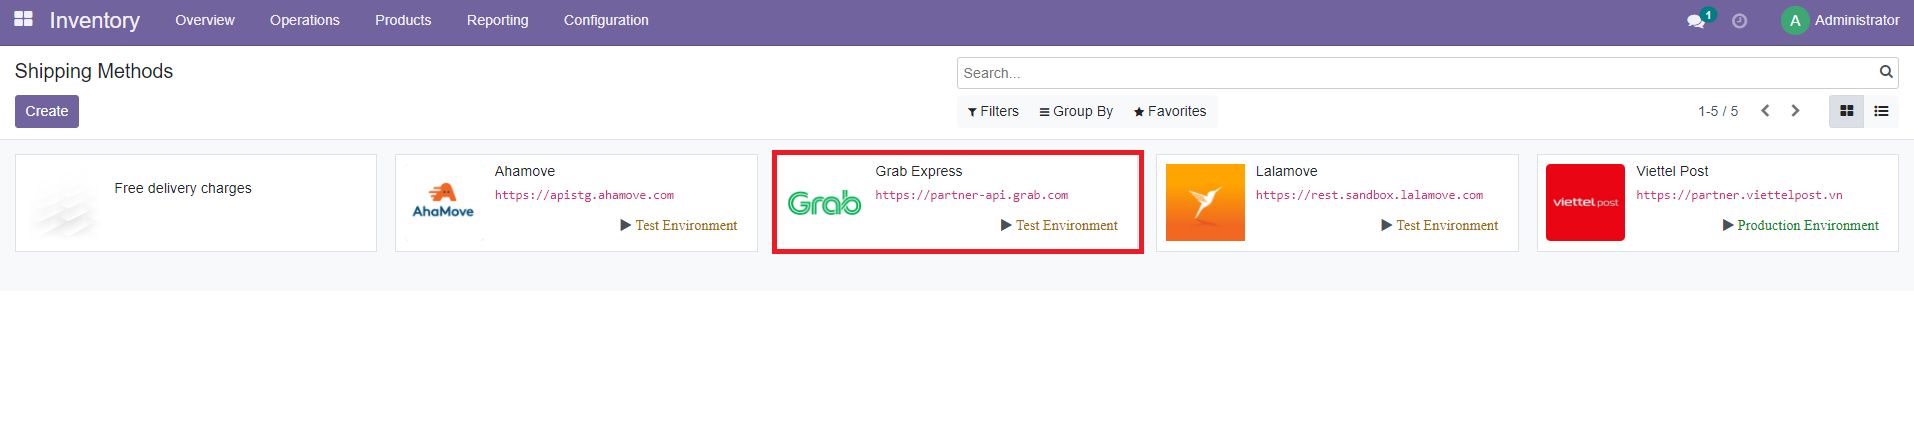 Inventory Overview Operations Products Reporting Configuration 1 A Administrator
Shipping Methods
Search...
Create
Filters Group By Favorites 1-5 / 5
Free delivery charges
AhaMove
Ahamove
https://apistg.ahamove.com
Test Environment
Grab
Grab Express
https://partner-api.grab.com
Test Environment
Lalamove
https://rest.sandbox.lalamove.com
Test Environment
viettel post
Viettel Post
https://partner.viettelpost.vn
Production Environment